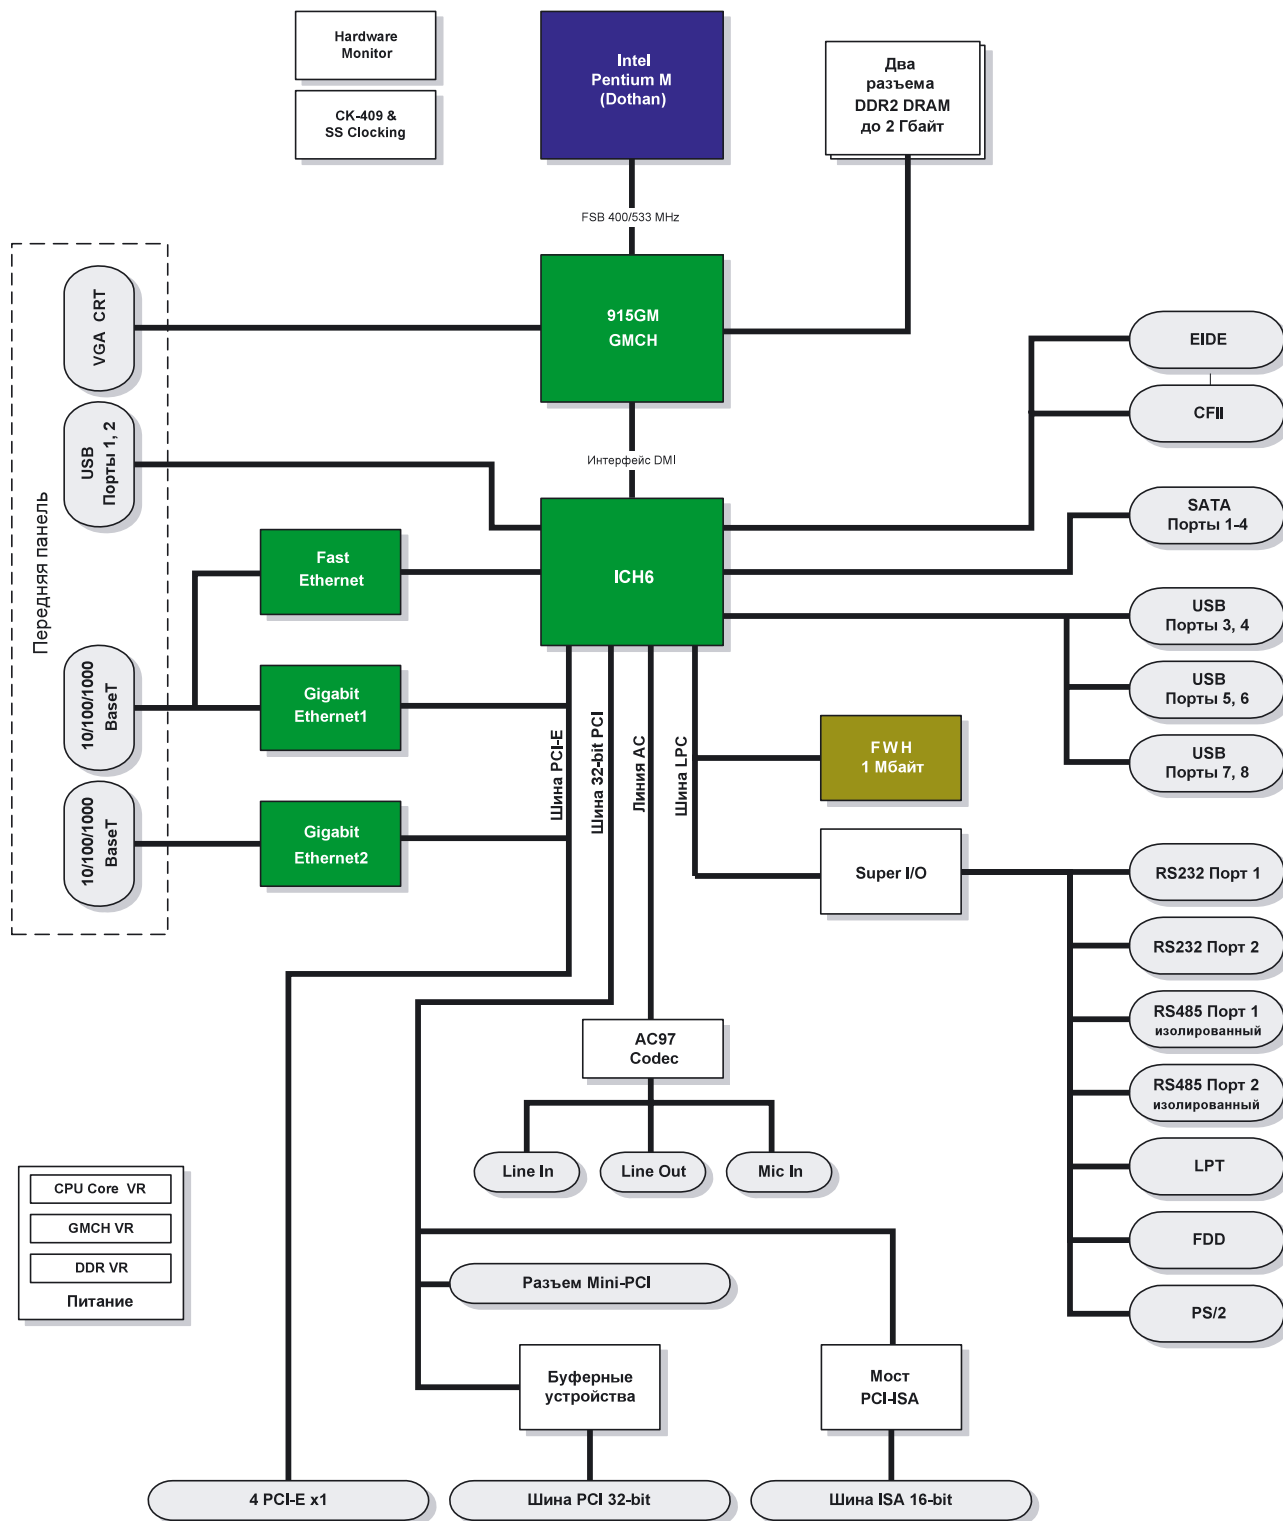 Hardware
Monitor
CK-409 &
SS Clocking
Intel
Pentium M
(Dothan)
Два
разъема
DDR2 DRAM
до 2 Гбайт
FSB 400/533 MHz
915GM
GMCH
Интерфейс DMI
ICH6
Передняя панель
VGA CRT
USB
Порты 1, 2
10/100/1000
BaseT
10/100/1000
BaseT
Fast
Ethernet
Gigabit
Ethernet1
Gigabit
Ethernet2
EIDE
CFII
SATA
Порты 1-4
USB
Порты 3, 4
USB
Порты 5, 6
USB
Порты 7, 8
Шина PCI-E
Шина 32-bit PCI
Линия AC
Шина LPC
FWH
1 Мбайт
Super I/O
RS232 Порт 1
RS232 Порт 2
RS485 Порт 1
изолированный
RS485 Порт 2
изолированный
LPT
FDD
PS/2
AC97
Codec
Line In
Line Out
Mic In
CPU Core VR
GMCH VR
DDR VR
Питание
Разъем Mini-PCI
Буферные
устройства
Мост
PCI-ISA
4 PCI-E x1
Шина PCI 32-bit
Шина ISA 16-bit